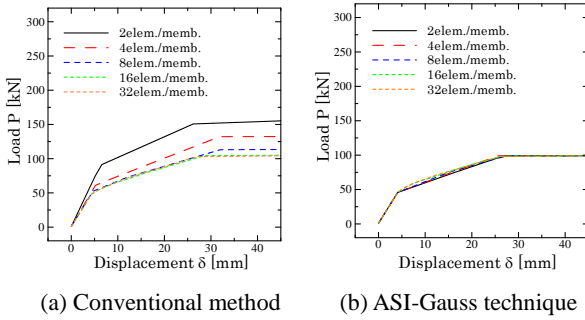 300
250
200
150
100
50
0
Load P [kN]
2elem./memb.
4elem./memb.
8elem./memb.
16elem./memb.
32elem./memb.
0 10 20 30 40
Displacement δ [mm]
(a) Conventional method
300
250
200
150
100
50
0
Load P [kN]
2elem./memb.
4elem./memb.
8elem./memb.
16elem./memb.
32elem./memb.
0 10 20 30 40
Displacement δ [mm]
(b) ASI-Gauss technique